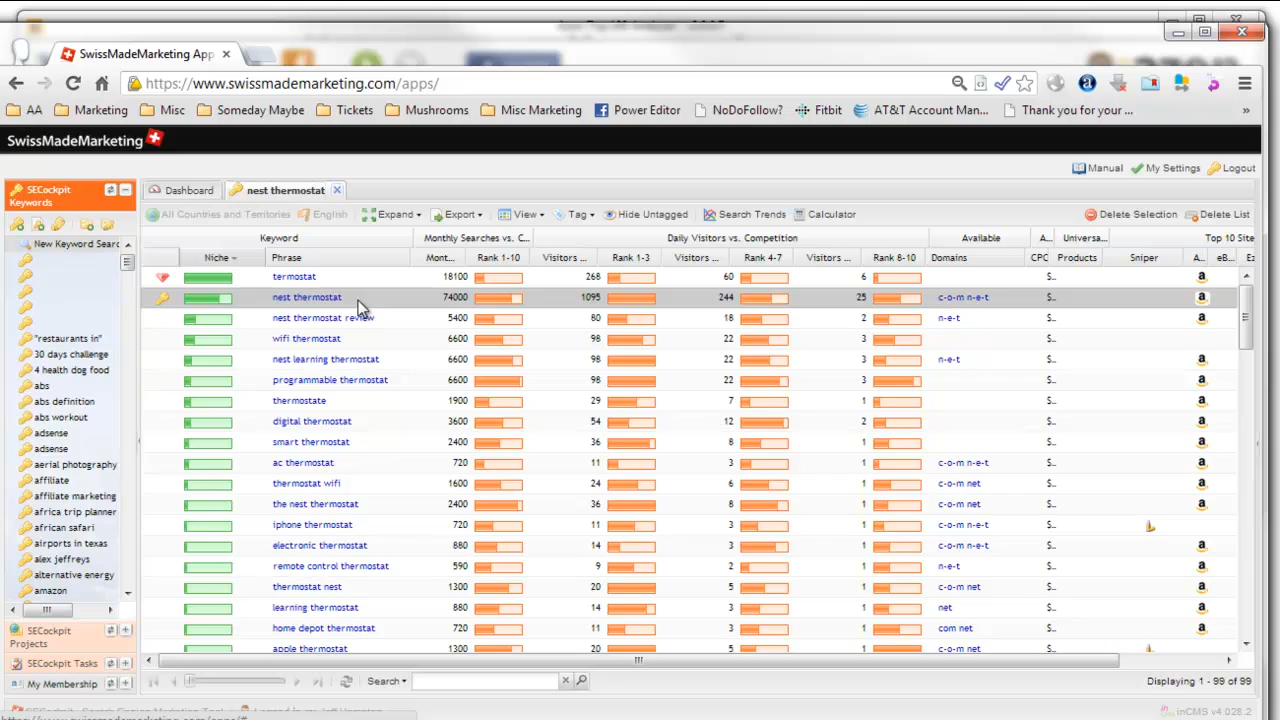 SwissMadeMarketing App
https://www.swissmademarketing.com/apps/
AA Marketing Misc Someday Maybe Tickets Mushrooms Misc Marketing Power Editor NoDoFollow? Fitbit AT&T Account Man... Thank you for your ... »
SwissMadeMarketing
Manual My Settings Logout
SECockpit Keywords
Dashboard nest thermostat
All Countries and Territories English Expand Export View Tag Hide Untagged Search Trends Calculator Delete Selection Delete List
Keyword Monthly Searches vs. C... Daily Visitors vs. Competition Available A... Universa... Top 10 Site
Niche Phrase Mont... Rank 1-10 Visitors ... Rank 1-3 Visitors ... Rank 4-7 Visitors ... Rank 8-10 Domains CPC Products Sniper A... eB... Ez
termostat 18100 268 60 6 $.. a
nest thermostat 74000 1095 244 25 c-o-m n-e-t $.. a
nest thermostat review 5400 80 18 2 n-e-t $.. a
wifi thermostat 6600 98 22 3 $..
nest learning thermostat 6600 98 22 3 n-e-t $.. a
programmable thermostat 6600 98 22 3 $.. a
thermostate 1900 29 7 1 $.. a
digital thermostat 3600 54 12 2 $.. a
smart thermostat 2400 36 8 1 $.. a
ac thermostat 720 11 3 1 c-o-m n-e-t $.. a
thermostat wifi 1600 24 6 1 c-o-m net $.. a
the nest thermostat 2400 36 8 1 c-o-m net $.. a
iphone thermostat 720 11 3 1 c-o-m n-e-t $..
electronic thermostat 880 14 3 1 c-o-m n-e-t $.. a
remote control thermostat 590 9 2 1 n-e-t $.. a
thermostat nest 1300 20 5 1 c-o-m net $.. a
learning thermostat 880 14 3 1 net $.. a
home depot thermostat 720 11 3 1 com net $.. a
apple thermostat 1300 20 5 1 c-o-m net $..
New Keyword Searc
"restaurants in"
30 days challenge
4 health dog food
abs
abs definition
abs workout
adsense
adsense
aerial photography
affiliate
affiliate marketing
africa trip planner
african safari
airports in texas
alex jeffreys
alternative energy
amazon
SECockpit Projects
SECockpit Tasks
My Membership
Search
Displaying 1 - 99 of 99
inCMS v4.028.2